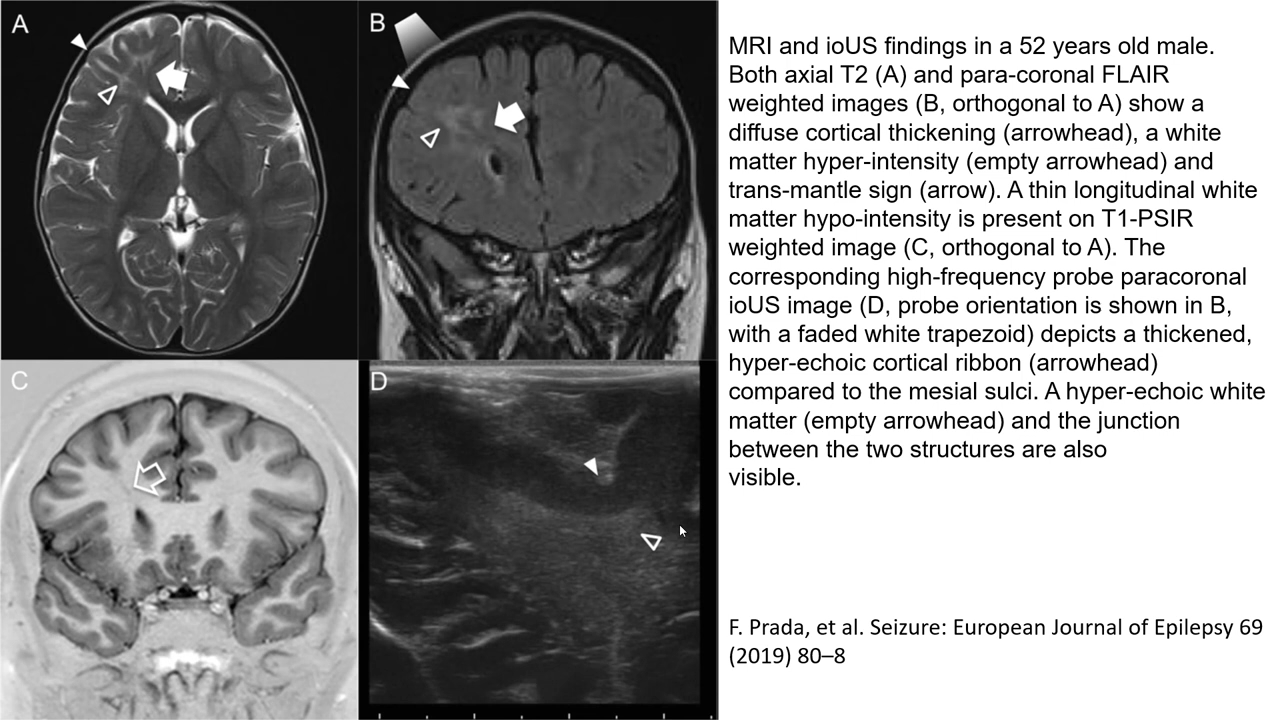 A
B
C
D
MRI and ioUS findings in a 52 years old male.
Both axial T2 (A) and para-coronal FLAIR
weighted images (B, orthogonal to A) show a
diffuse cortical thickening (arrowhead), a white
matter hyper-intensity (empty arrowhead) and
trans-mantle sign (arrow). A thin longitudinal white
matter hypo-intensity is present on T1-PSIR
weighted image (C, orthogonal to A). The
corresponding high-frequency probe paracoronal
ioUS image (D, probe orientation is shown in B,
with a faded white trapezoid) depicts a thickened,
hyper-echoic cortical ribbon (arrowhead)
compared to the mesial sulci. A hyper-echoic white
matter (empty arrowhead) and the junction
between the two structures are also
visible.
F. Prada, et al. Seizure: European Journal of Epilepsy 69
(2019) 80–8